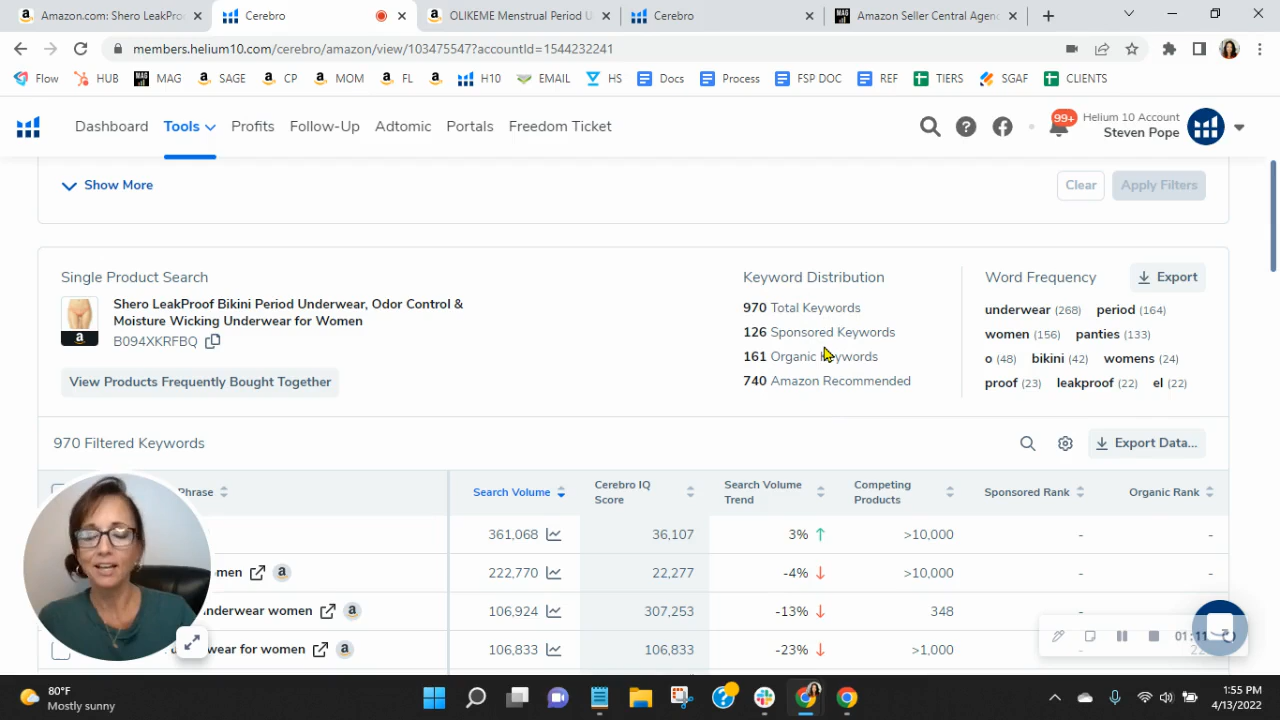 Amazon.com: Shero LeakProo
Cerebro
OLIKEME Menstrual Period U
Cerebro
Amazon Seller Central Agenc
members.helium10.com/cerebro/amazon/view/103475547?accountId=1544232241
Flow
HUB
MAG
SAGE
CP
MOM
FL
H10
EMAIL
HS
Docs
Process
FSP DOC
REF
TIERS
SGAF
CLIENTS
Dashboard
Tools
Profits
Follow-Up
Adtomic
Portals
Freedom Ticket
99+
Helium 10 Account
Steven Pope
Show More
Clear
Apply Filters
Single Product Search
Shero LeakProof Bikini Period Underwear, Odor Control &
Moisture Wicking Underwear for Women
B094XKRFBQ
View Products Frequently Bought Together
Keyword Distribution
970 Total Keywords
126 Sponsored Keywords
161 Organic Keywords
740 Amazon Recommended
Word Frequency
Export
underwear (268) period (164)
women (156) panties (133)
o (48) bikini (42) womens (24)
proof (23) leakproof (22) el (22)
970 Filtered Keywords
Export Data...
Phrase
Search Volume
Cerebro IQ
Score
Search Volume
Trend
Competing
Products
Sponsored Rank
Organic Rank
361,068 36,107 3% >10,000 - -
men 222,770 22,277 -4% >10,000 - -
underwear women 106,924 307,253 -13% 348 -
wear for women 106,833 106,833 -23% >1,000 -
01:11
80°F
Mostly sunny
1:55 PM
4/13/2022